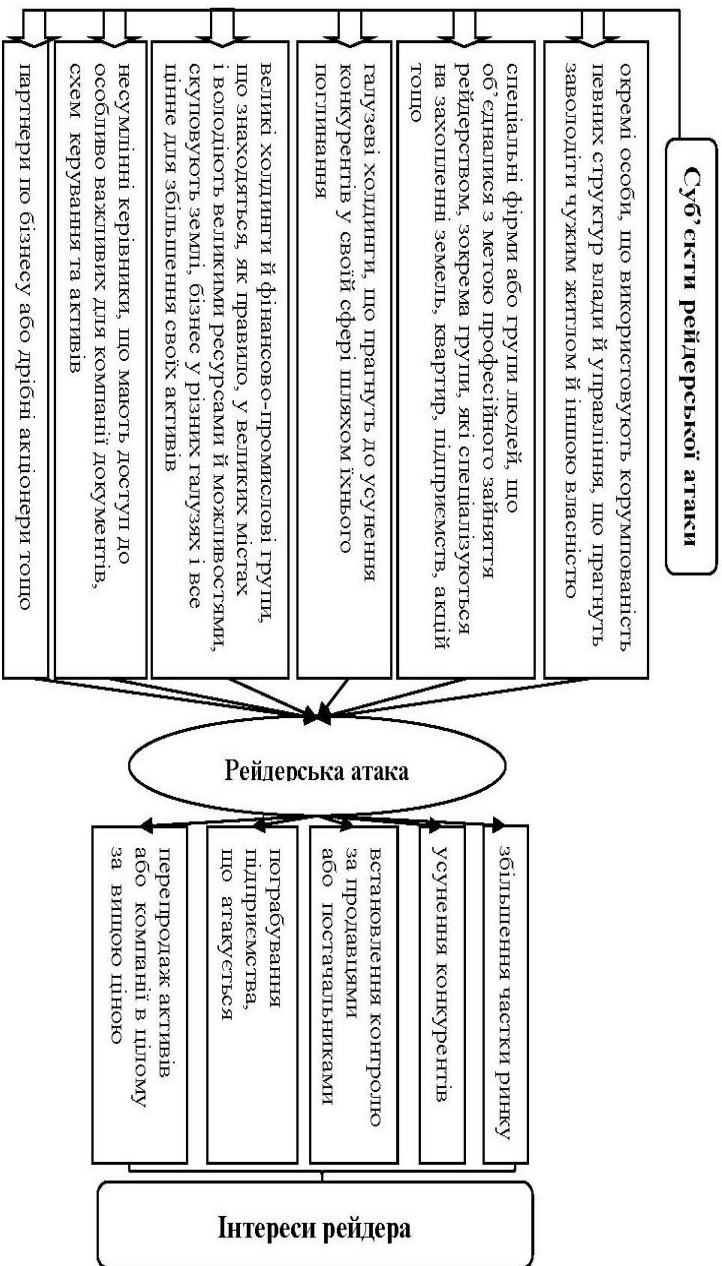 Суб’єкти рейдерської атаки
окремі особи, що використовують корумпованість
певних структур влади й управління, що прагнуть
заволодіти чужим житлом й іншою власністю
спеціальні фірми або групи людей, що
об’єдналися з метою професійного зайняття
рейдерством, зокрема групи, які спеціалізуються
на захопленні земель, квартир, підприємств, акцій
тощо
галузеві холдинги, що прагнуть до усунення
конкурентів у своїй сфері шляхом їхнього
поглинання
великі холдинги й фінансово-промислові групи,
що знаходяться, як правило, у великих містах
і володіють великими ресурсами й можливостями,
скуповують землі, бізнес у різних галузях і все
цінне для збільшення своїх активів
несумлінні керівники, що мають доступ до
особливо важливих для компанії документів,
схем керування та активів
партнери по бізнесу або дрібні акціонери тощо
Рейдерська атака
збільшення частки ринку
усунення конкурентів
встановлення контролю
за продавцями
або постачальниками
пограбування
підприємства,
що атакується
перепродаж активів
або компанії в цілому
за вищою ціною
Інтереси рейдера